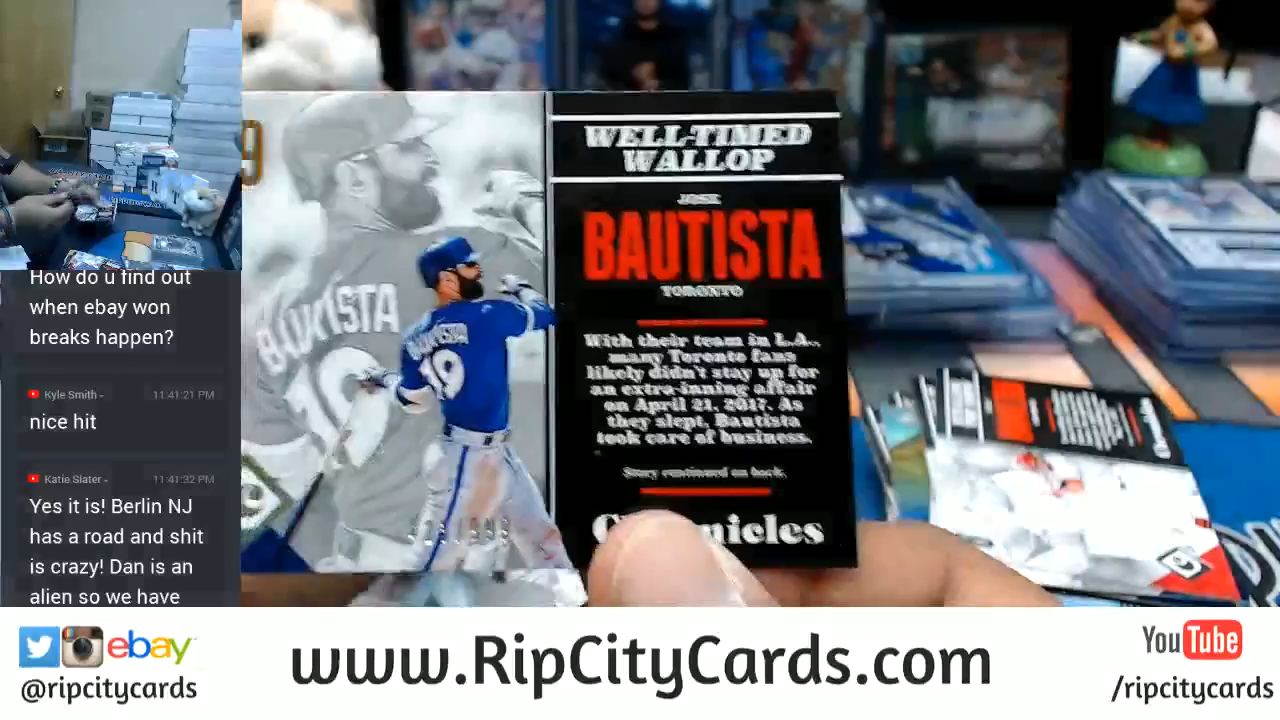 How do u find out
when ebay won
breaks happen?
Kyle Smith -
11:41:21 PM
nice hit
Katie Slater -
11:41:32 PM
Yes it is! Berlin NJ
has a road and shit
is crazy! Dan is an
alien so we have
BAUTISTA
19
BAUTISTA
19
WELL-TIMED
WALLOP
JOSE
BAUTISTA
TORONTO
With their team in L.A.,
many Toronto fans
likely didn't stay up for
an extra-inning affair
on April 21, 2017. As
they slept, Bautista
took care of business.
Story continued on back.
ebay
@ripcitycards
www.RipCityCards.com
YouTube
/ripcitycards